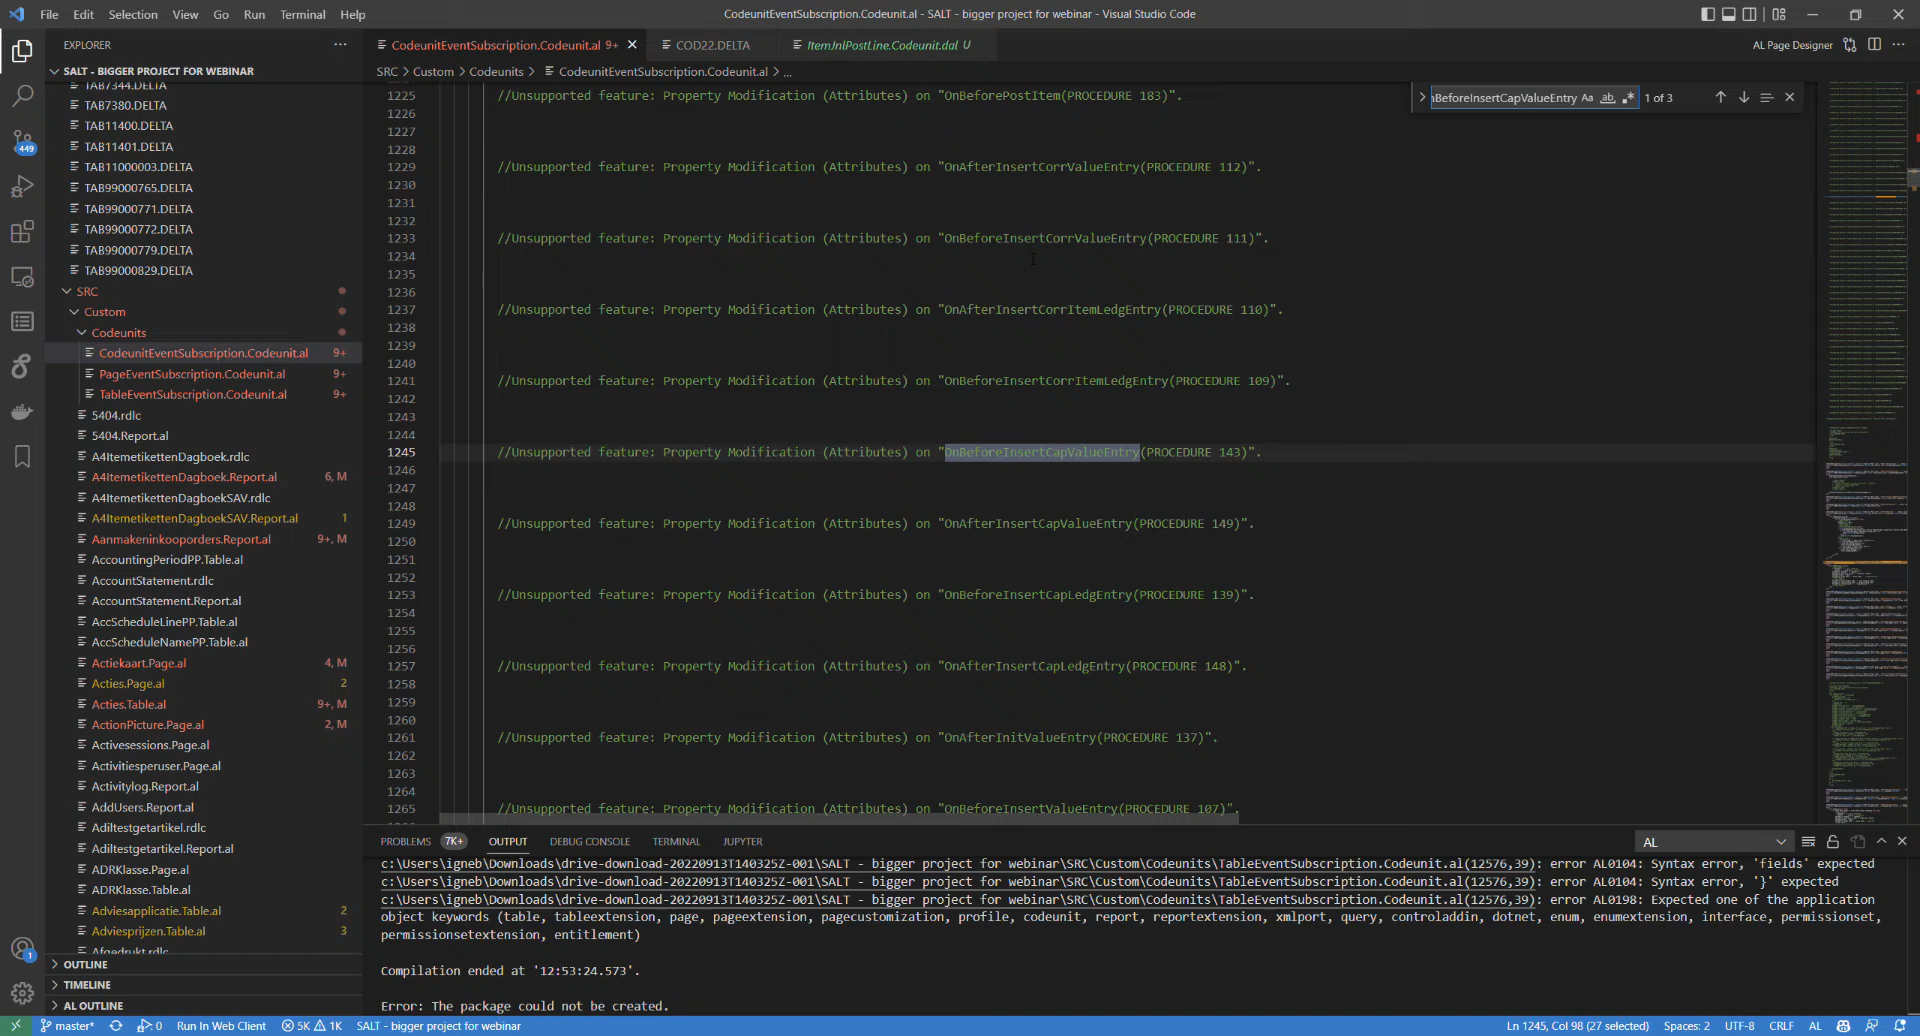 File Edit Selection View Go Run Terminal Help
CodeunitEventSubscription.Codeunit.al - SALT - bigger project for webinar - Visual Studio Code
EXPLORER
CodeunitEventSubscription.Codeunit.al 9+
COD22.DELTA
ItemJnlPostLine.Codeunit.dal U
AL Page Designer
SALT - BIGGER PROJECT FOR WEBINAR
SRC > Custom > Codeunits > CodeunitEventSubscription.Codeunit.al > ...
TAB7344.DELTA
TAB7380.DELTA
TAB11400.DELTA
TAB11401.DELTA
TAB11000003.DELTA
TAB99000765.DELTA
TAB99000771.DELTA
TAB99000772.DELTA
TAB99000779.DELTA
TAB99000829.DELTA
SRC
Custom
Codeunits
CodeunitEventSubscription.Codeunit.al 9+
PageEventSubscription.Codeunit.al 9+
TableEventSubscription.Codeunit.al 9+
5404.rdlc
5404.Report.al
A4ItemetikettenDagboek.rdlc
A4ItemetikettenDagboek.Report.al 6, M
A4ItemetikettenDagboekSAV.rdlc
A4ItemetikettenDagboekSAV.Report.al 1
Aanmakeninkooporders.Report.al 9+, M
AccountingPeriodPP.Table.al
AccountStatement.rdlc
AccountStatement.Report.al
AccScheduleLinePP.Table.al
AccScheduleNamePP.Table.al
Actiekaart.Page.al 4, M
Acties.Page.al 2
Acties.Table.al 9+, M
ActionPicture.Page.al 2, M
Activesessions.Page.al
Activitiesperuser.Page.al
Activitylog.Report.al
AddUsers.Report.al
Adiltestgetartikel.rdlc
Adiltestgetartikel.Report.al
ADRKlasse.Page.al
ADRKlasse.Table.al
Adviesapplicatie.Table.al 2
Adviesprijzen.Table.al 3
Afgedrukt.rdlc
OUTLINE
TIMELINE
AL OUTLINE
449
1
nBeforeInsertCapValueEntry Aa ab .* 1 of 3
1225 //Unsupported feature: Property Modification (Attributes) on "OnBeforePostItem(PROCEDURE 183)".
1226
1227
1228
1229 //Unsupported feature: Property Modification (Attributes) on "OnAfterInsertCorrValueEntry(PROCEDURE 112)".
1230
1231
1232
1233 //Unsupported feature: Property Modification (Attributes) on "OnBeforeInsertCorrValueEntry(PROCEDURE 111)".
1234
1235
1236
1237 //Unsupported feature: Property Modification (Attributes) on "OnAfterInsertCorrItemLedgEntry(PROCEDURE 110)".
1238
1239
1240
1241 //Unsupported feature: Property Modification (Attributes) on "OnBeforeInsertCorrItemLedgEntry(PROCEDURE 109)".
1242
1243
1244
1245 //Unsupported feature: Property Modification (Attributes) on "OnBeforeInsertCapValueEntry(PROCEDURE 143)".
1246
1247
1248
1249 //Unsupported feature: Property Modification (Attributes) on "OnAfterInsertCapValueEntry(PROCEDURE 149)".
1250
1251
1252
1253 //Unsupported feature: Property Modification (Attributes) on "OnBeforeInsertCapLedgEntry(PROCEDURE 139)".
1254
1255
1256
1257 //Unsupported feature: Property Modification (Attributes) on "OnAfterInsertCapLedgEntry(PROCEDURE 148)".
1258
1259
1260
1261 //Unsupported feature: Property Modification (Attributes) on "OnAfterInitValueEntry(PROCEDURE 137)".
1262
1263
1264
1265 //Unsupported feature: Property Modification (Attributes) on "OnBeforeInsertValueEntry(PROCEDURE 107)".
PROBLEMS 7K+ OUTPUT DEBUG CONSOLE TERMINAL JUPYTER
AL
c:\Users\igneb\Downloads\drive-download-20220913T140325Z-001\SALT - bigger project for webinar\SRC\Custom\Codeunits\TableEventSubscription.Codeunit.al(12576,39): error AL0104: Syntax error, 'fields' expected
c:\Users\igneb\Downloads\drive-download-20220913T140325Z-001\SALT - bigger project for webinar\SRC\Custom\Codeunits\TableEventSubscription.Codeunit.al(12576,39): error AL0104: Syntax error, '}' expected
c:\Users\igneb\Downloads\drive-download-20220913T140325Z-001\SALT - bigger project for webinar\SRC\Custom\Codeunits\TableEventSubscription.Codeunit.al(12576,39): error AL0198: Expected one of the application
object keywords (table, tableextension, page, pageextension, pagecustomization, profile, codeunit, report, reportextension, xmlport, query, controladdin, dotnet, enum, enumextension, interface, permissionset,
permissionsetextension, entitlement)
Compilation ended at '12:53:24.573'.
Error: The package could not be created.
master* 0 Run In Web Client 5K 1K SALT - bigger project for webinar
Ln 1245, Col 98 (27 selected) Spaces: 2 UTF-8 CRLF AL